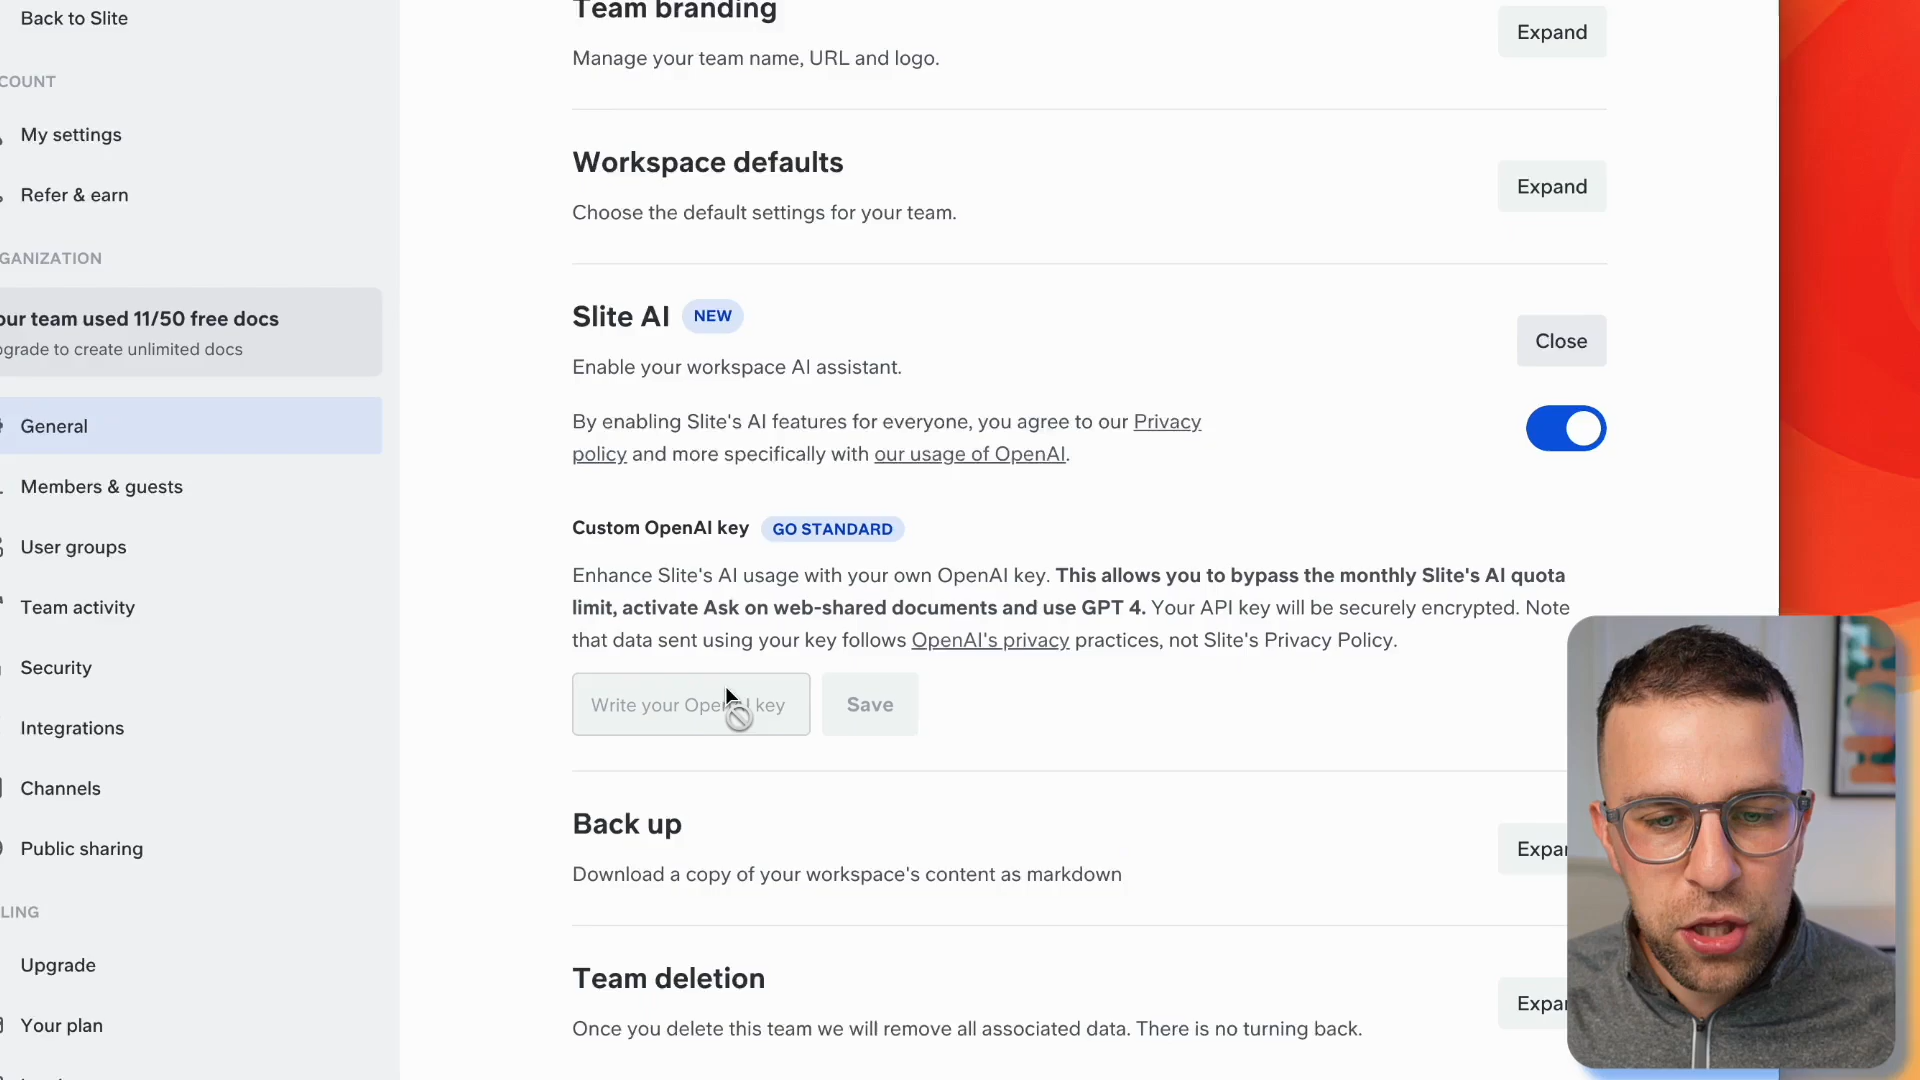 Back to Slite
COUNT
My settings
Refer & earn
GANIZATION
our team used 11/50 free docs
ograde to create unlimited docs
General
Members & guests
User groups
Team activity
Security
Integrations
Channels
Public sharing
LING
Upgrade
Your plan
Team branding
Expand
Manage your team name, URL and logo.
Workspace defaults
Expand
Choose the default settings for your team.
Slite AI NEW
Close
Enable your workspace AI assistant.
By enabling Slite's AI features for everyone, you agree to our Privacy
policy and more specifically with our usage of OpenAI.
Custom OpenAI key GO STANDARD
Enhance Slite's AI usage with your own OpenAI key. This allows you to bypass the monthly Slite's AI quota
limit, activate Ask on web-shared documents and use GPT 4. Your API key will be securely encrypted. Note
that data sent using your key follows OpenAI's privacy practices, not Slite's Privacy Policy.
Write your OpenAI key Save
Back up
Expan
Download a copy of your workspace's content as markdown
Team deletion
Expan
Once you delete this team we will remove all associated data. There is no turning back.